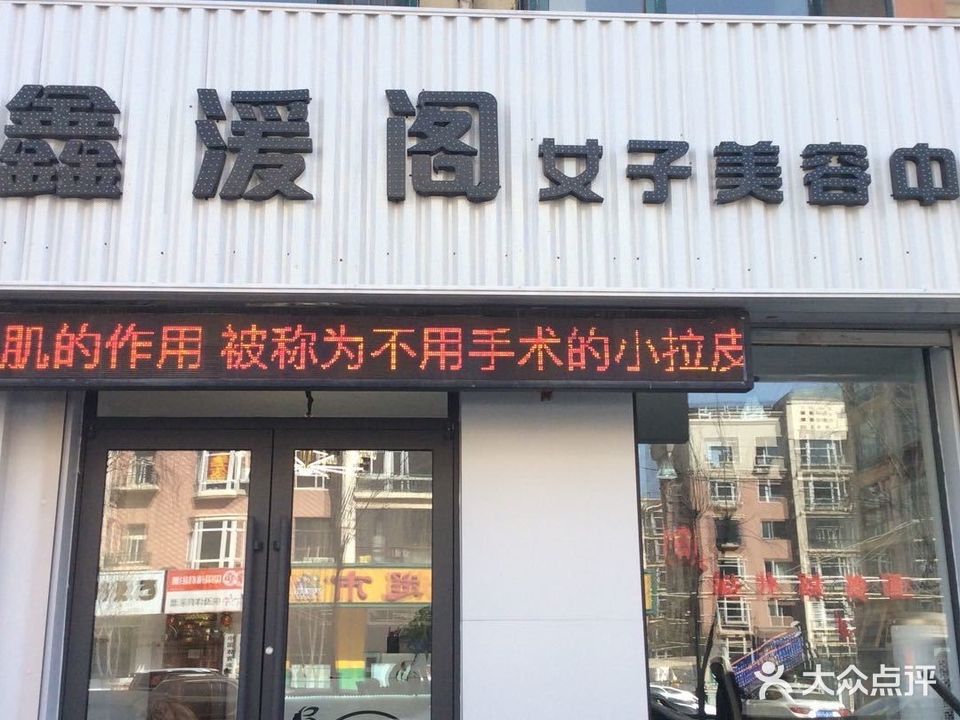 鑫湲阁女子美容中
肌的作用 被称为不用手术的小拉皮
大众点评